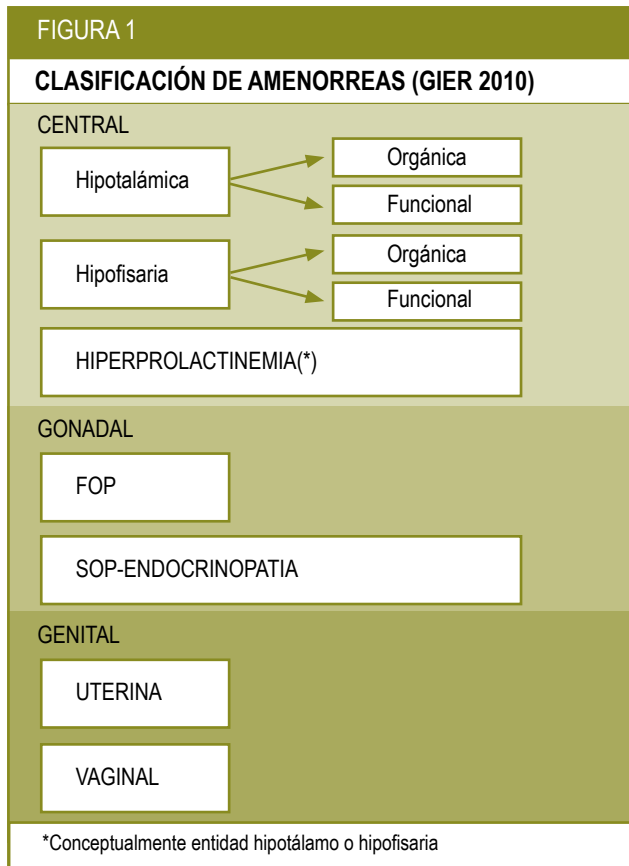 FIGURA 1
CLASIFICACIÓN DE AMENORREAS (GIER 2010)
CENTRAL
Hipotalámica
Orgánica
Funcional
Hipofisaria
Orgánica
Funcional
HIPERPROLACTINEMIA(*)
GONADAL
FOP
SOP-ENDOCRINOPATIA
GENITAL
UTERINA
VAGINAL
*Conceptualmente entidad hipotálamo o hipofisaria